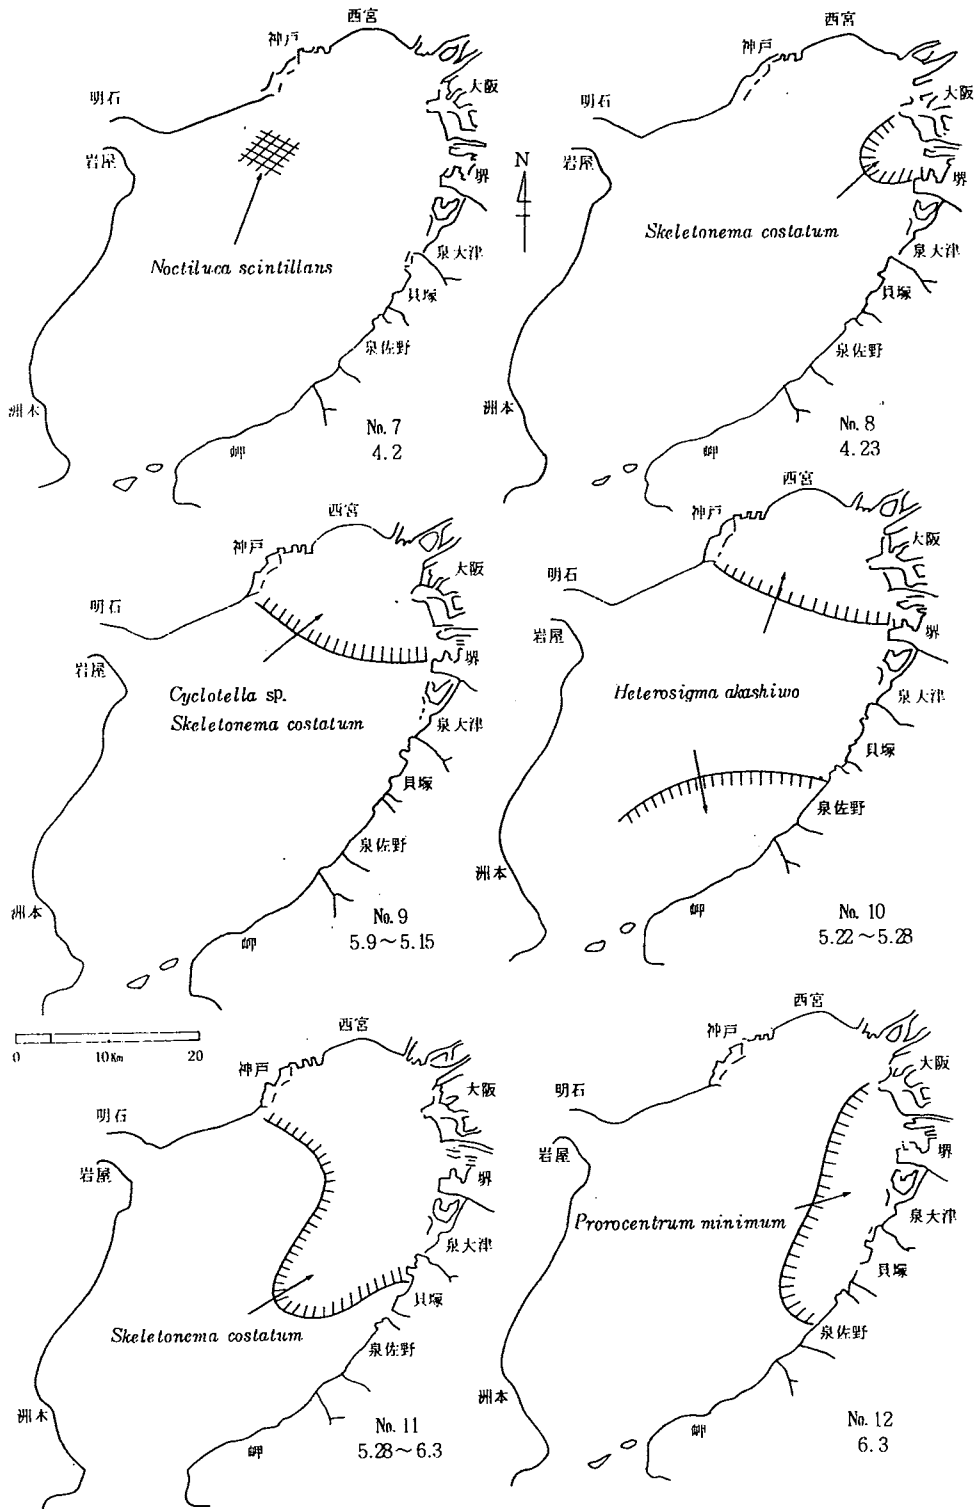 西宮
神戸
大阪
明石
岩屋
堺
Noctiluca scintillans
泉大津
貝塚
泉佐野
洲本
No. 7
岬
4.2
西宮
神戸
大阪
明石
岩屋
N
堺
Skeletonema costatum
泉大津
貝塚
泉佐野
洲本
No. 8
岬
4.23
西宮
神戸
大阪
明石
岩屋
堺
Cyclotella sp.
Skeletonema costatum
泉大津
貝塚
泉佐野
洲本
No. 9
岬
5.9～5.15
西宮
神戸
大阪
明石
岩屋
堺
Heterosigma akashiwo
泉大津
貝塚
泉佐野
洲本
No. 10
岬
5.22～5.28
0 10Km 20
西宮
神戸
大阪
明石
岩屋
堺
泉大津
貝塚
Skeletonema costatum
泉佐野
洲本
No. 11
岬
5.28～6.3
西宮
神戸
大阪
明石
岩屋
堺
Prorocentrum minimum
泉大津
貝塚
泉佐野
洲本
No. 12
岬
6.3